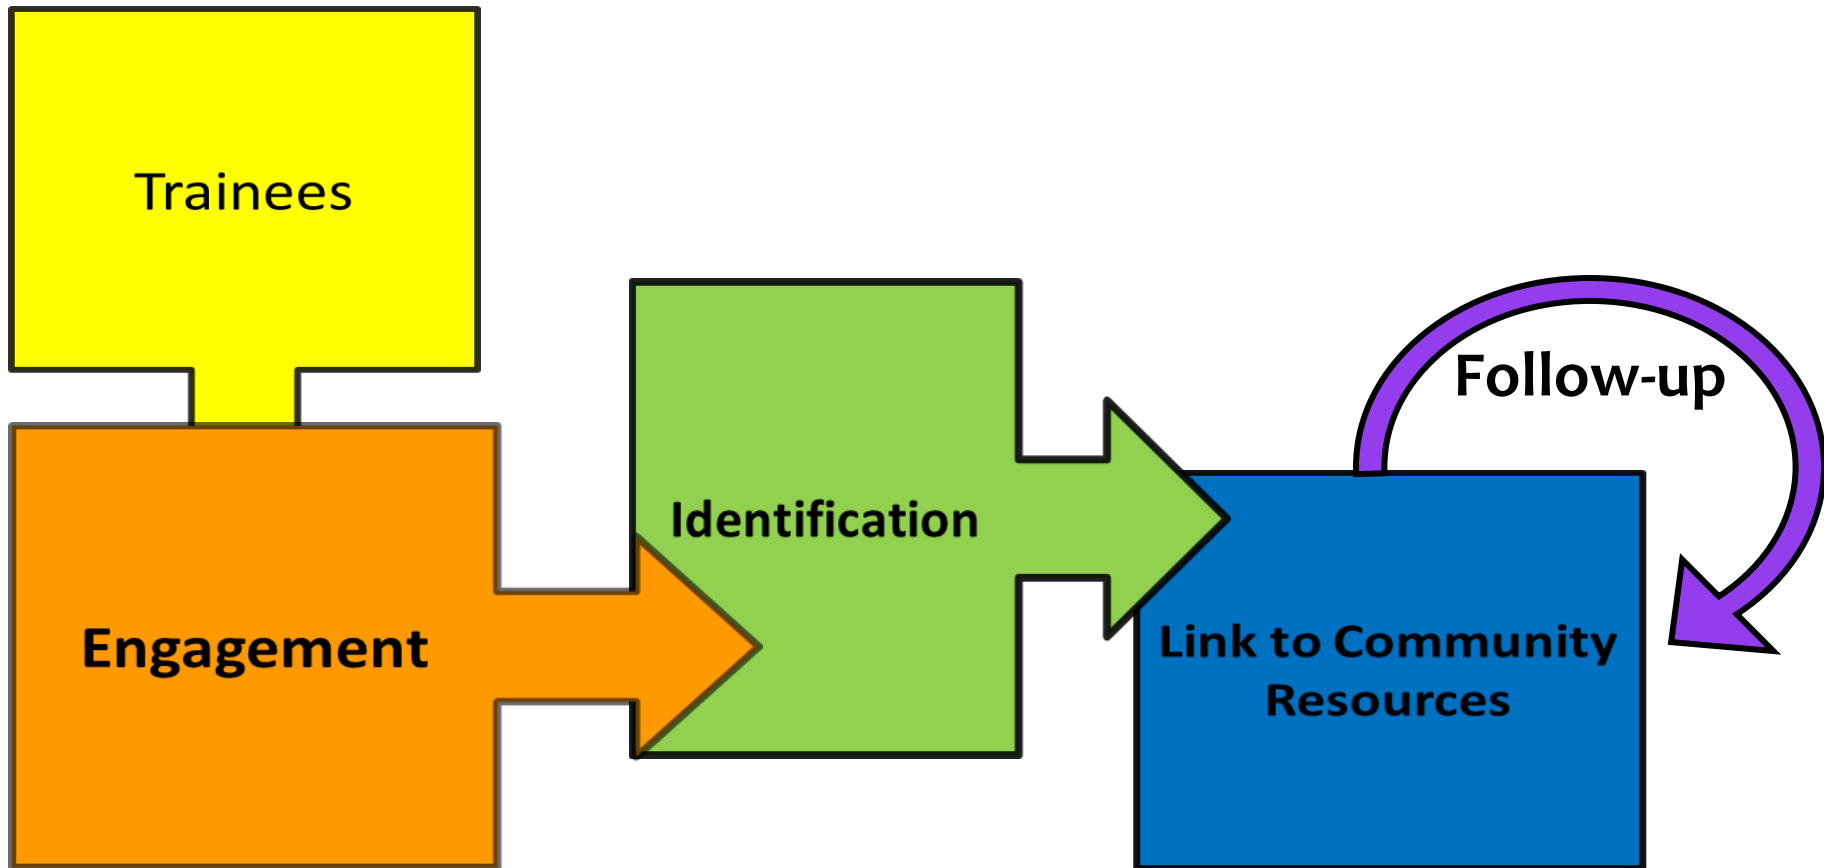 Trainees
Engagement
Identification
Link to Community
Resources
Follow-up